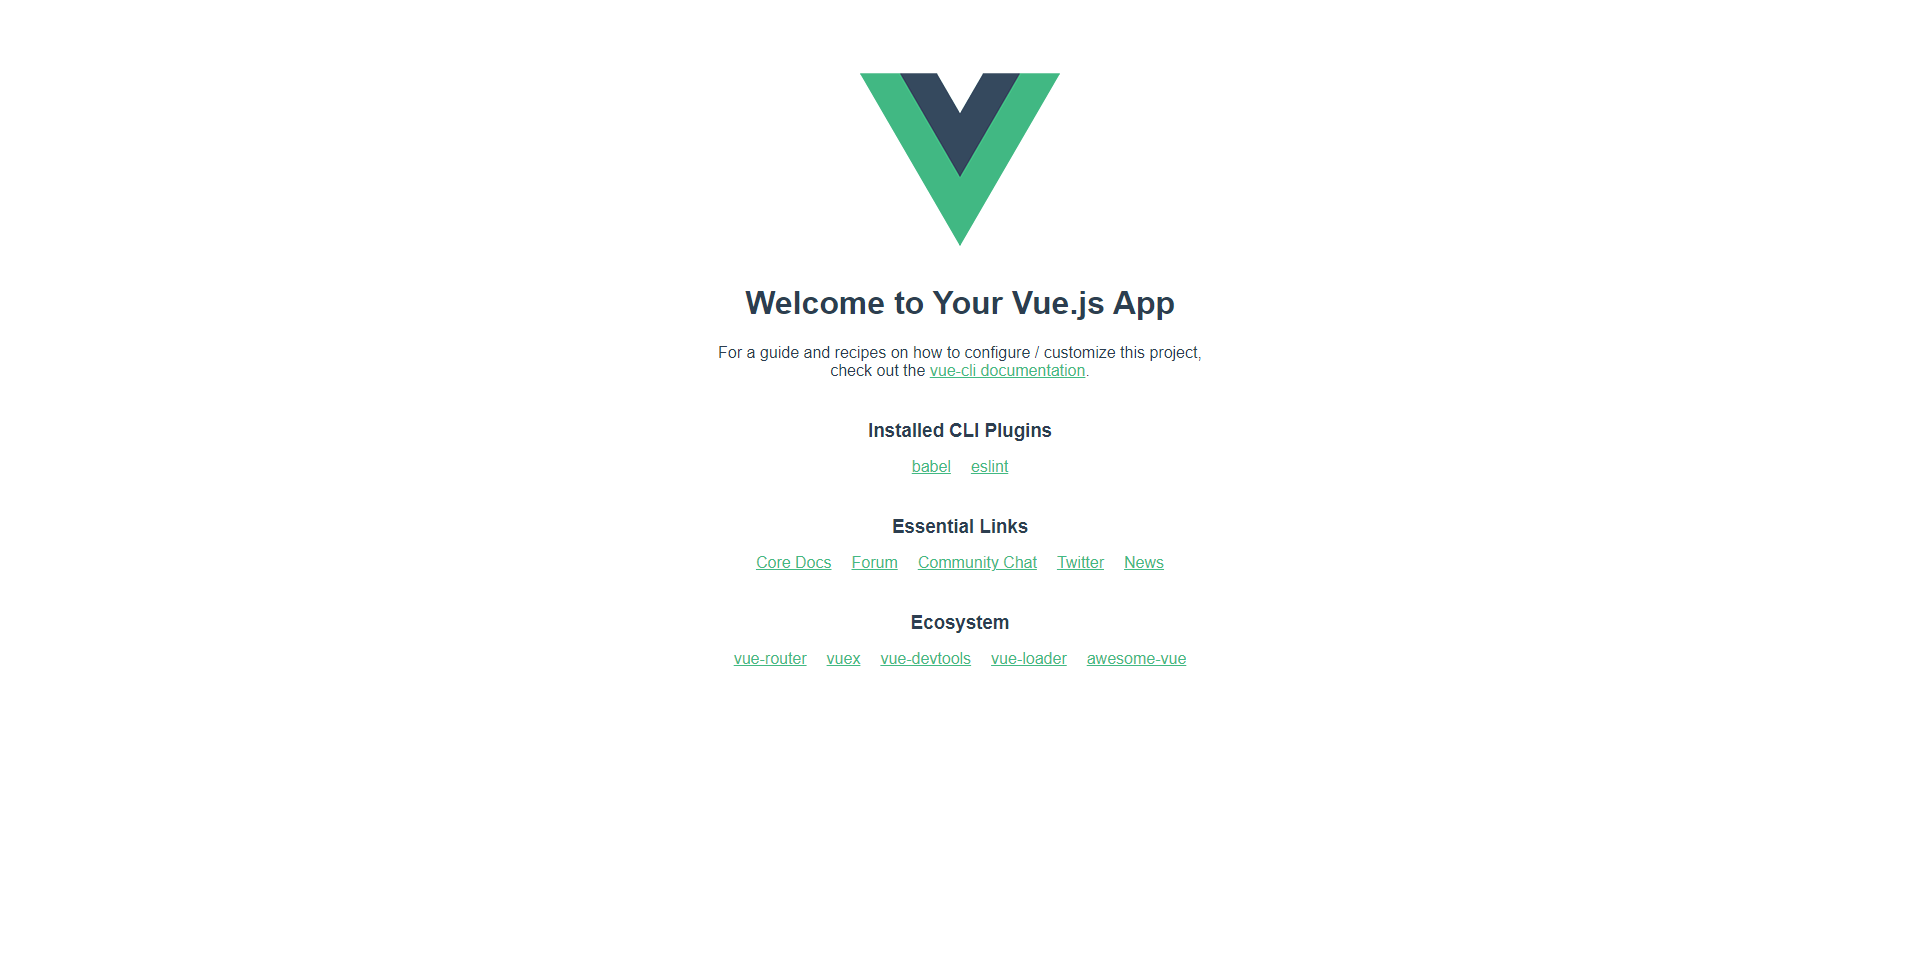 Welcome to Your Vue.js App
For a guide and recipes on how to configure / customize this project,
check out the vue-cli documentation.
Installed CLI Plugins
babel eslint
Essential Links
Core Docs Forum Community Chat Twitter News
Ecosystem
vue-router vuex vue-devtools vue-loader awesome-vue